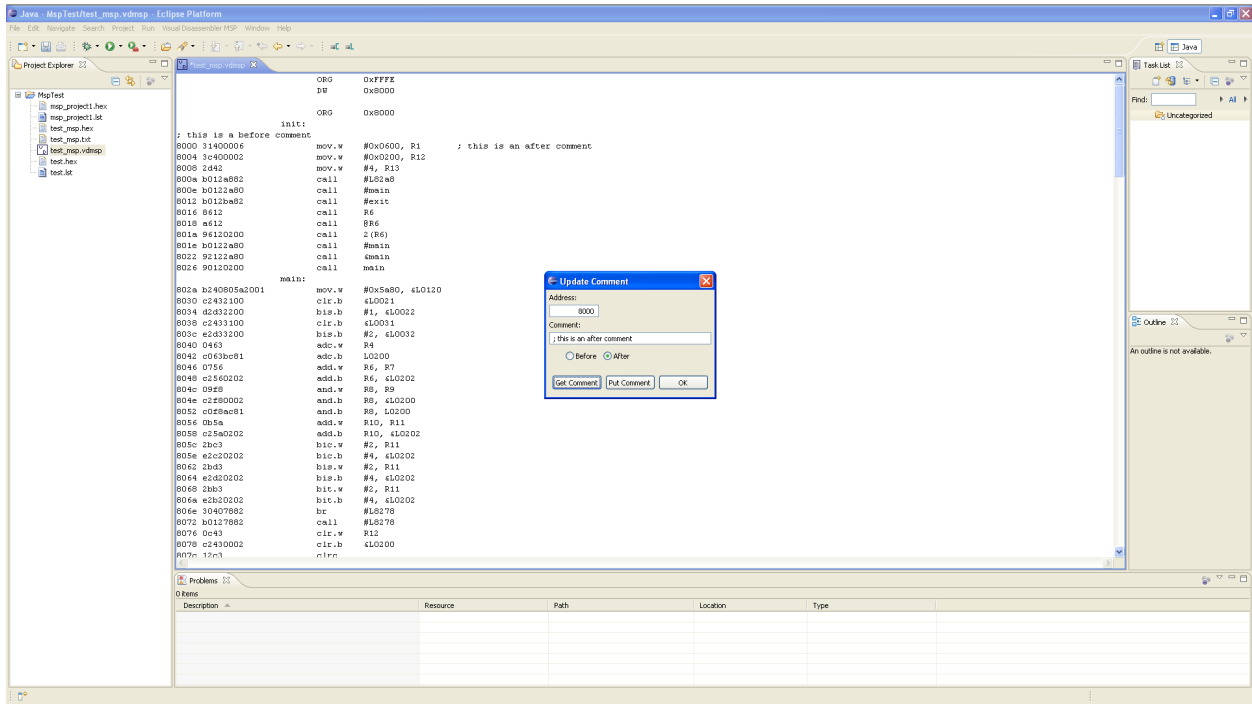 Java - MspTest/test_msp.vdmsp - Eclipse Platform
File Edit Navigate Search Project Run Visual Disassembler MSP Window Help
Java
Project Explorer
*test_msp.vdmsp
Task List
MspTest
msp_project1.hex
msp_project1.lst
test_msp.hex
test_msp.txt
test_msp.vdmsp
test.hex
test.lst
ORG 0xFFFE
DW 0x8000
ORG 0x8000
init:
; this is a before comment
8000 31400006 mov.w #0x0600, R1 ; this is an after comment
8004 3c400002 mov.w #0x0200, R12
8008 2d42 mov.w #4, R13
800a b012a882 call #L82a8
800e b0122a80 call #main
8012 b012ba82 call #exit
8016 8612 call R6
8018 a612 call @R6
801a 96120200 call 2(R6)
801e b0122a80 call #main
8022 92122a80 call &main
8026 90120200 call main
main:
802a b240805a2001 mov.w #0x5a80, &L0120
8030 c2432100 clr.b &L0021
8034 d2d32200 bis.b #1, &L0022
8038 c2433100 clr.b &L0031
803c e2d33200 bis.b #2, &L0032
8040 0463 adc.w R4
8042 c063bc81 adc.b L0200
8046 0756 add.w R6, R7
8048 c2560202 add.b R6, &L0202
804c 09f8 and.w R8, R9
804e c2f80002 and.b R8, &L0200
8052 c0f8ac81 and.b R8, L0200
8056 0b5a add.w R10, R11
8058 c25a0202 add.b R10, &L0202
805c 2bc3 bic.w #2, R11
805e e2c20202 bic.b #4, &L0202
8062 2bd3 bis.w #2, R11
8064 e2d20202 bis.b #4, &L0202
8068 2bb3 bit.w #2, R11
806a e2b20202 bit.b #4, &L0202
806e 30407882 br #L8278
8072 b0127882 call #L8278
8076 0c43 clr.w R12
8078 c2430002 clr.b &L0200
807c 12c3 clrc
Update Comment
Address:
8000
Comment:
; this is an after comment
Before After
Get Comment Put Comment OK
Find: All
Uncategorized
Outline
An outline is not available.
Problems
0 items
Description Resource Path Location Type